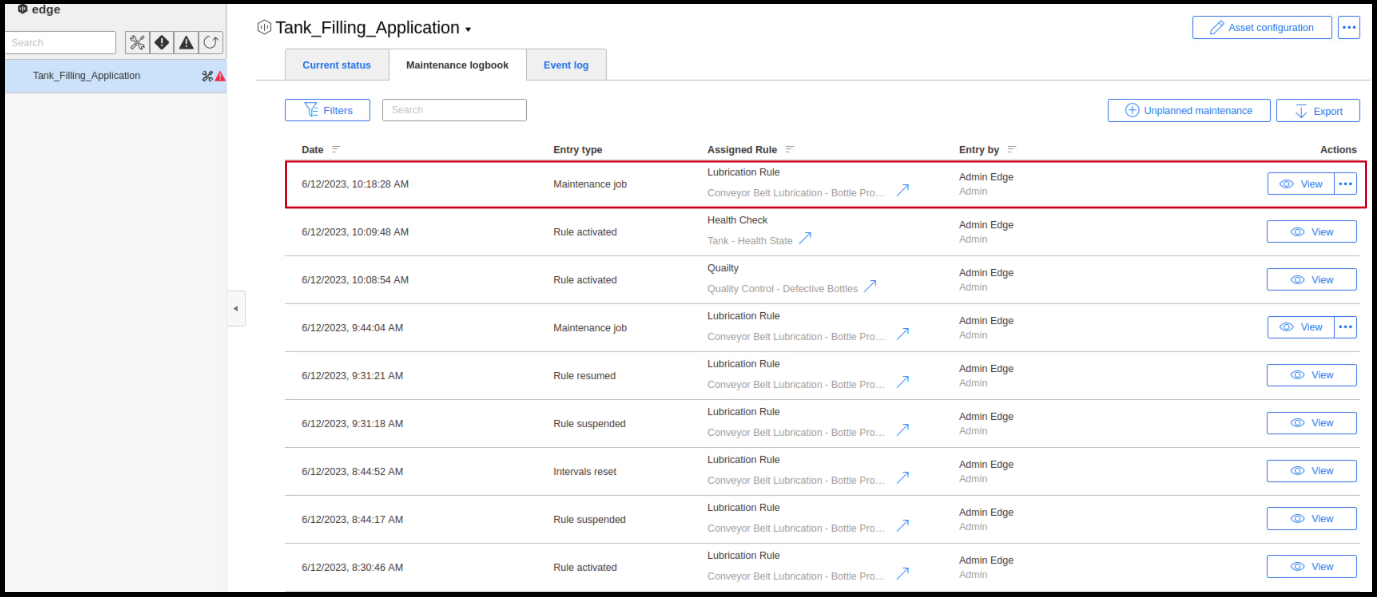 edge
Tank_Filling_Application
Asset configuration
Search
Current status
Maintenance logbook
Event log
Tank_Filling_Application
Filters
Search
Unplanned maintenance
Export
Date
Entry type
Assigned Rule
Entry by
Actions
6/12/2023, 10:18:28 AM
Maintenance job
Lubrication Rule
Conveyor Belt Lubrication - Bottle Pro...
Admin Edge
Admin
View
6/12/2023, 10:09:48 AM
Rule activated
Health Check
Tank - Health State
Admin Edge
Admin
View
6/12/2023, 10:08:54 AM
Rule activated
Quailty
Quality Control - Defective Bottles
Admin Edge
Admin
View
6/12/2023, 9:44:04 AM
Maintenance job
Lubrication Rule
Conveyor Belt Lubrication - Bottle Pro...
Admin Edge
Admin
View
6/12/2023, 9:31:21 AM
Rule resumed
Lubrication Rule
Conveyor Belt Lubrication - Bottle Pro...
Admin Edge
Admin
View
6/12/2023, 9:31:18 AM
Rule suspended
Lubrication Rule
Conveyor Belt Lubrication - Bottle Pro...
Admin Edge
Admin
View
6/12/2023, 8:44:52 AM
Intervals reset
Lubrication Rule
Conveyor Belt Lubrication - Bottle Pro...
Admin Edge
Admin
View
6/12/2023, 8:44:17 AM
Rule suspended
Lubrication Rule
Conveyor Belt Lubrication - Bottle Pro...
Admin Edge
Admin
View
6/12/2023, 8:30:46 AM
Rule activated
Lubrication Rule
Conveyor Belt Lubrication - Bottle Pro...
Admin Edge
Admin
View